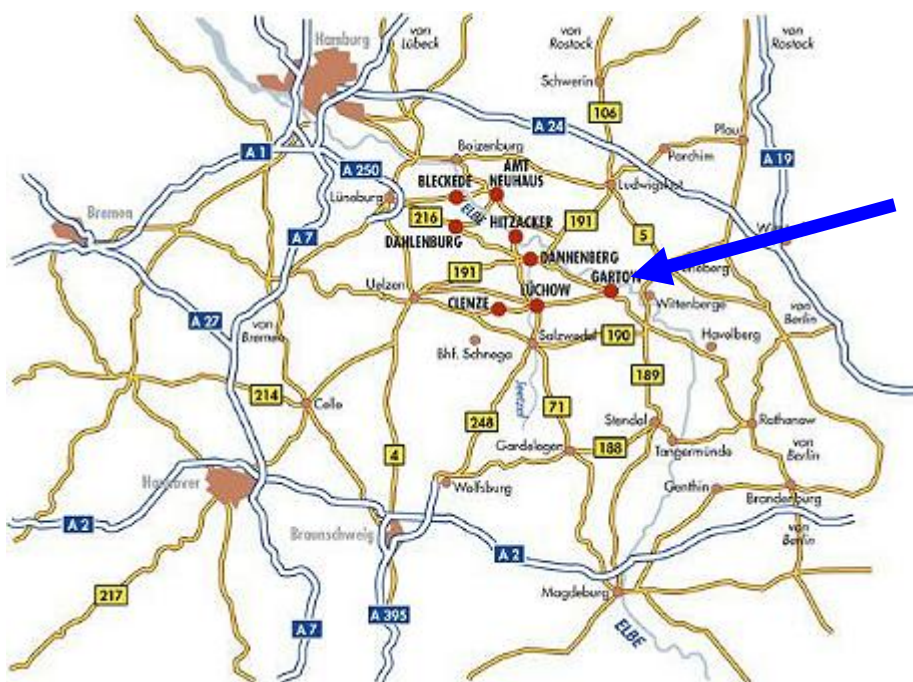 von
Lübeck
von
Rostock
von
Rostock
Hamburg
Schwerin
106
A 24
Plau
A 1
Boizenburg
Parchim
A 19
A 250
AMT
NEUHAUS
BLECKEDE
Ludwigslust
Lüneburg
ELBE
Bremen
216
HITZACKER
191
5
A 7
DAHLENBURG
DANNENBERG
191
GARTOW
Uelzen
CLENZE
LÜCHOW
Wittenberge
A 27
von
Bremen
Salzwedel
190
Havelberg
von
Berlin
Bhf. Schnega
Jeetzel
189
214
Celle
71
248
Stendal
Rathenow
4
Gardelegen
188
Tangermünde
von
Berlin
Hannover
Wolfsburg
Genthin
Brandenburg
A 2
Braunschweig
A 2
von
Berlin
217
Magdeburg
A 7
A 395
ELBE